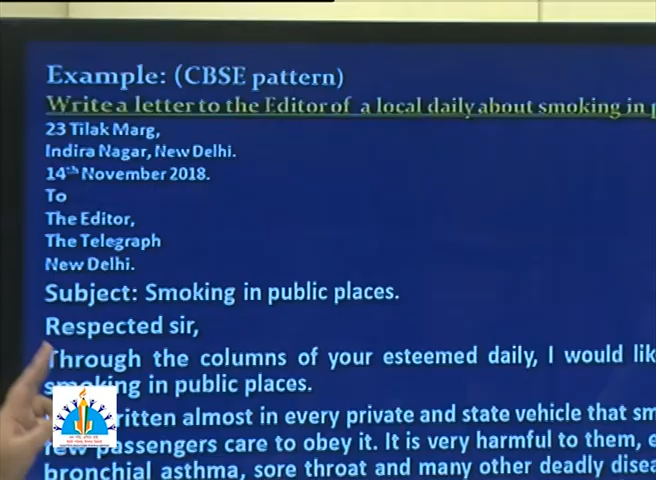 Example: (CBSE pattern)
Write a letter to the Editor of a local daily about smoking in
23 Tilak Marg,
Indira Nagar, New Delhi.
14th November 2018.
To
The Editor,
The Telegraph
New Delhi.
Subject: Smoking in public places.
Respected sir,
Through the columns of your esteemed daily, I would
smoking in public places.
written almost in every private and state vehicle that
few passengers care to obey it. It is very harmful to them,
bronchial asthma, sore throat and many other deadly